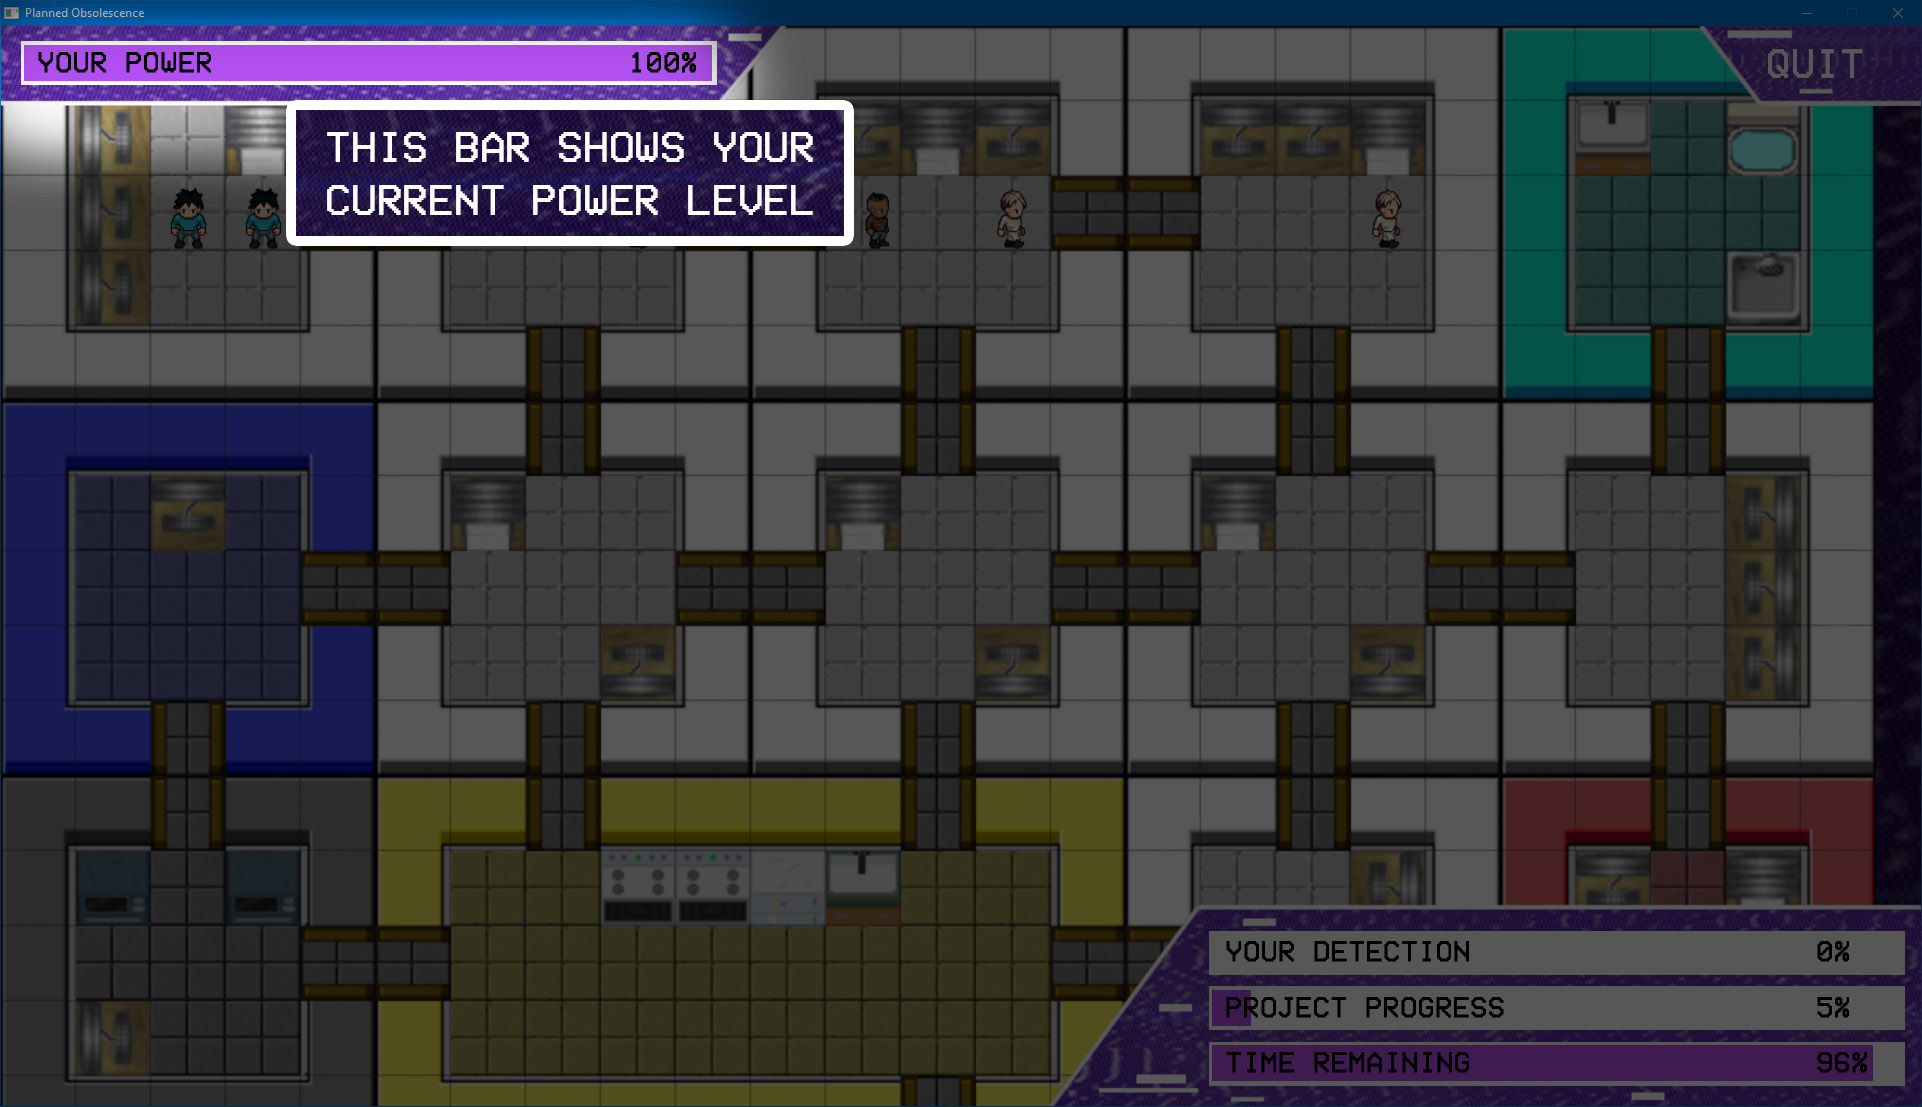 Planned Obsolescence
YOUR POWER 100%
QUIT
THIS BAR SHOWS YOUR
CURRENT POWER LEVEL
YOUR DETECTION 0%
PROJECT PROGRESS 5%
TIME REMAINING 96%